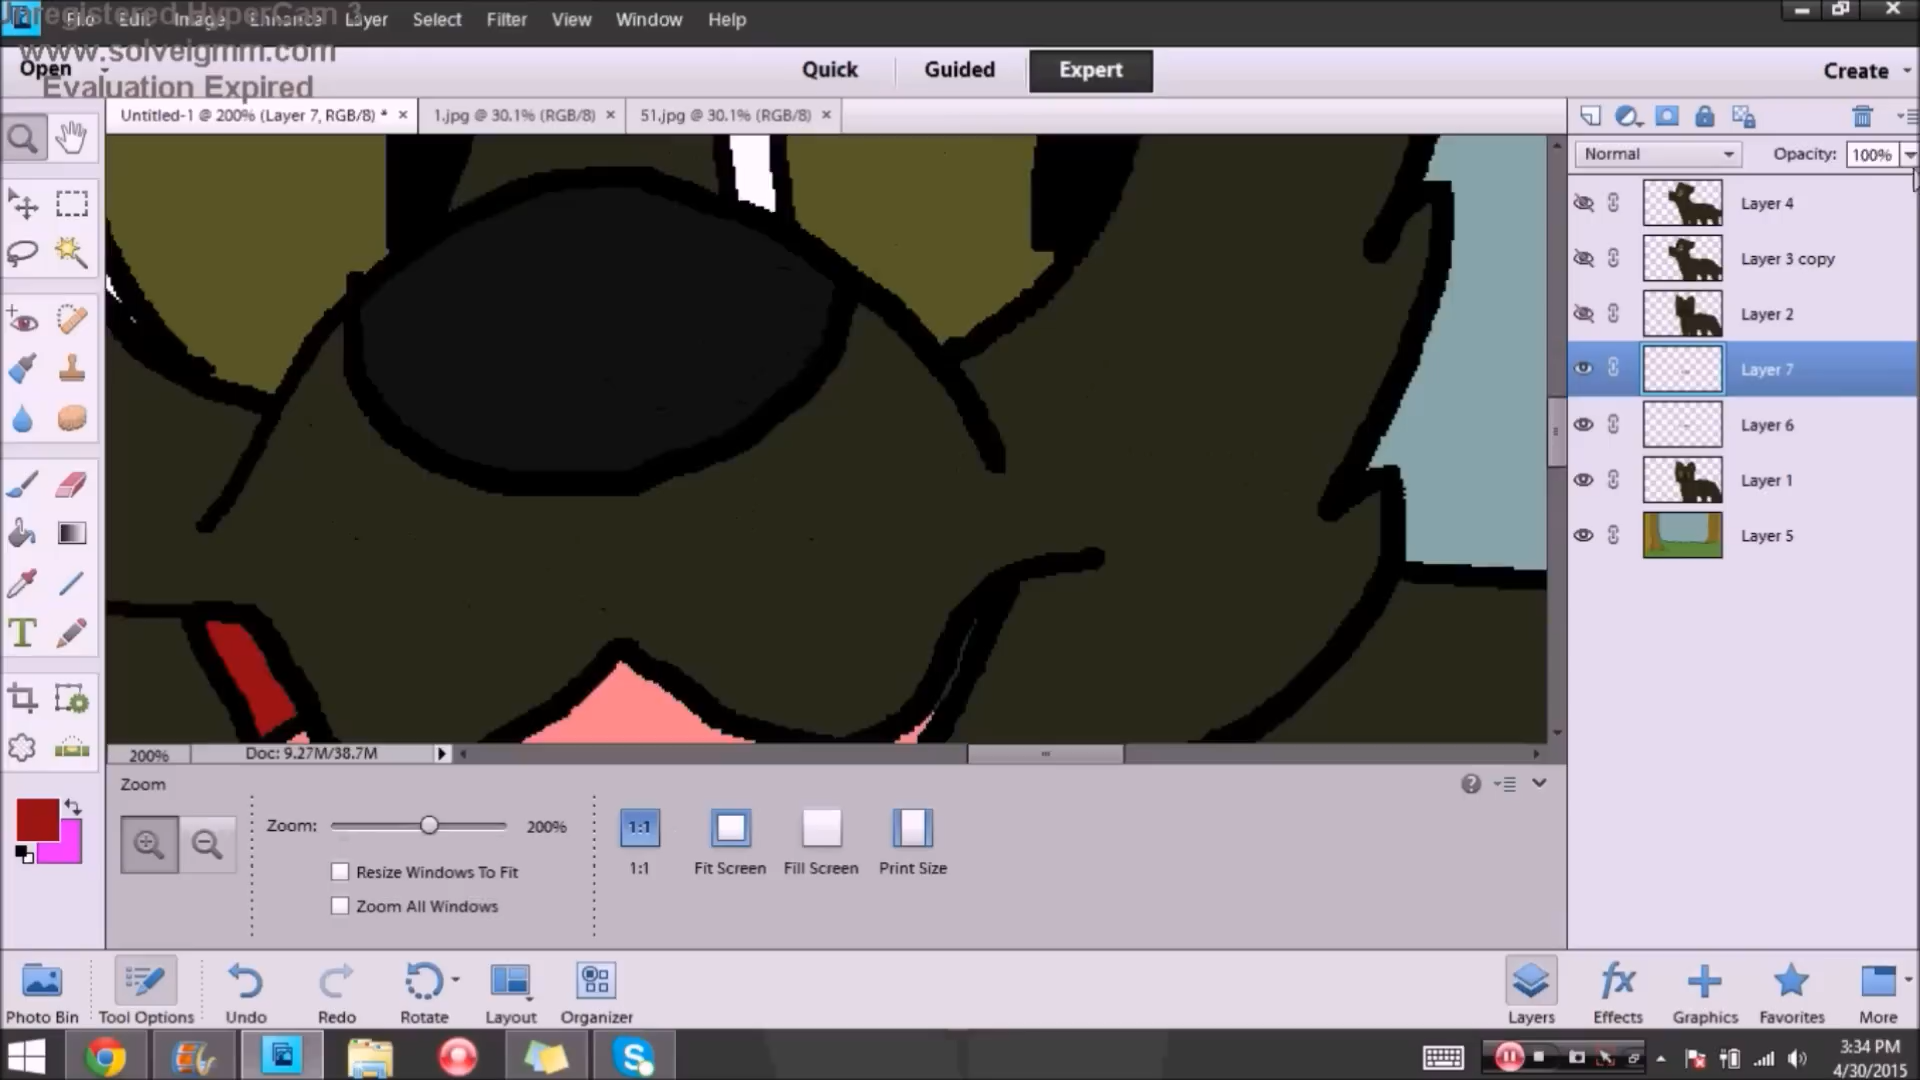 Unregistered HyperCam 3
File Edit Image Enhance Layer Select Filter View Window Help
www.solveigmm.com
Open Quick Guided Expert Create
Evaluation Expired
Untitled-1 @ 200% (Layer 7, RGB/8) * × 1.jpg @ 30.1% (RGB/8) × 51.jpg @ 30.1% (RGB/8) ×
Normal Opacity: 100%
Layer 4
Layer 3 copy
Layer 2
Layer 7
Layer 6
Layer 1
Layer 5
200% Doc: 9.27M/38.7M
Zoom
Zoom: 200%
1:1
Resize Windows To Fit
1:1 Fit Screen Fill Screen Print Size
Zoom All Windows
Photo Bin Tool Options Undo Redo Rotate Layout Organizer Layers Effects Graphics Favorites More
3:34 PM
4/30/2015